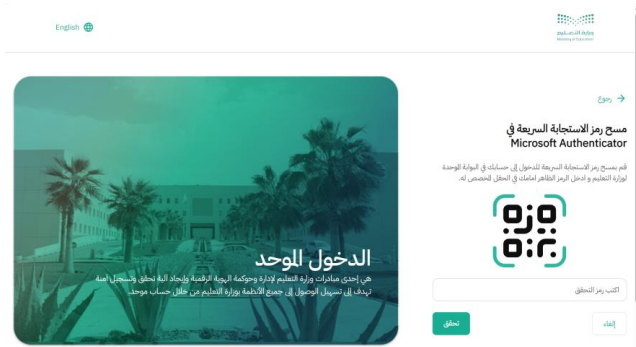 English
وزارة التعليم
Ministry of Education
رجوع
مسح رمز الاستجابة السريعة في
Microsoft Authenticator
قم بمسح رمز الاستجابة السريعة للدخول إلى حسابك في البوابة الموحدة
لوزارة التعليم و ادخل الرمز الظاهر امامك في الحقل المخصص له.
اكتب رمز التحقق
إلغاء
تحقق
الدخول الموحد
هي إحدى مبادرات وزارة التعليم لإدارة وحوكمة الهوية الرقمية وإيجاد آلية تحقق وتسجيل آمنة
تهدف إلى تسهيل الوصول إلى جميع الأنظمة بوزارة التعليم من خلال حساب موحد.